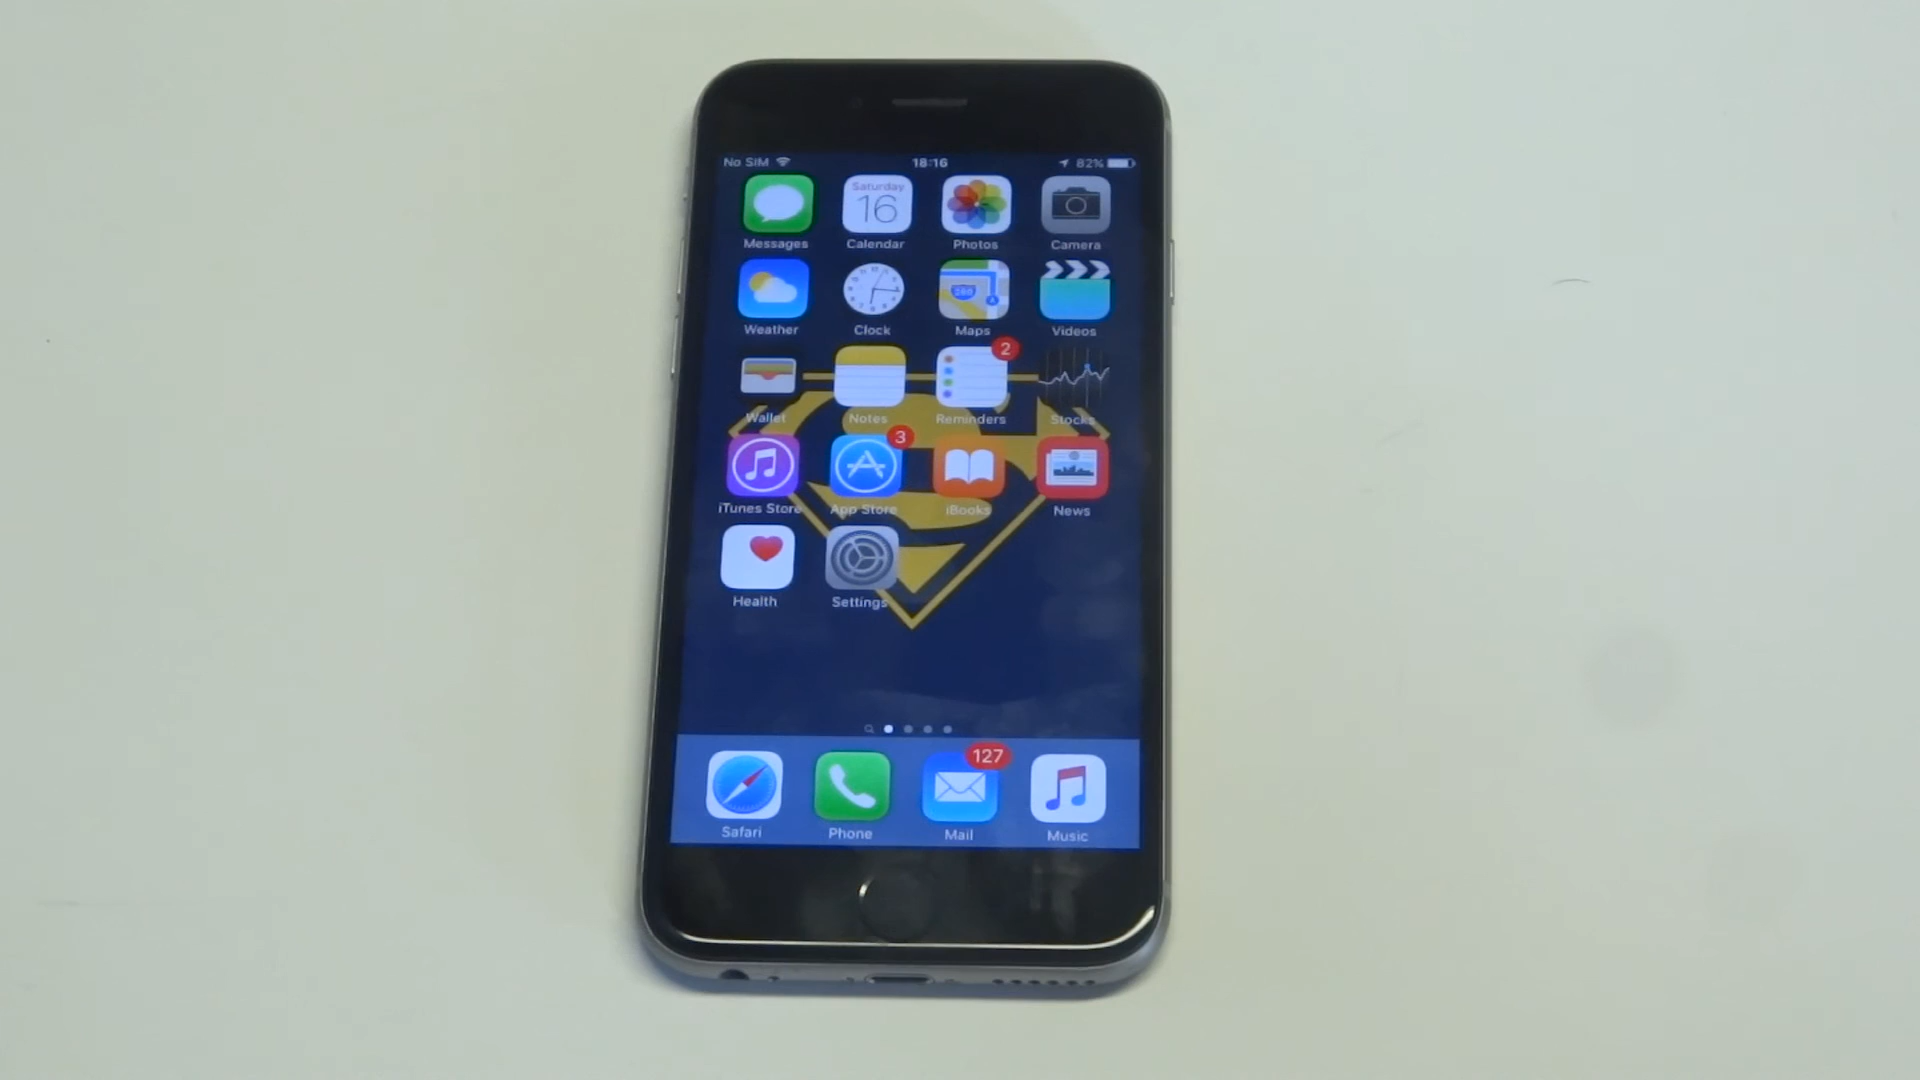 No SIM 18:16 82%
Saturday
16
Messages Calendar Photos Camera
280
Weather Clock Maps Videos
2
Wallet Notes Reminders Stocks
3
iTunes Store App Store iBooks News
Health Settings
127
Safari Phone Mail Music